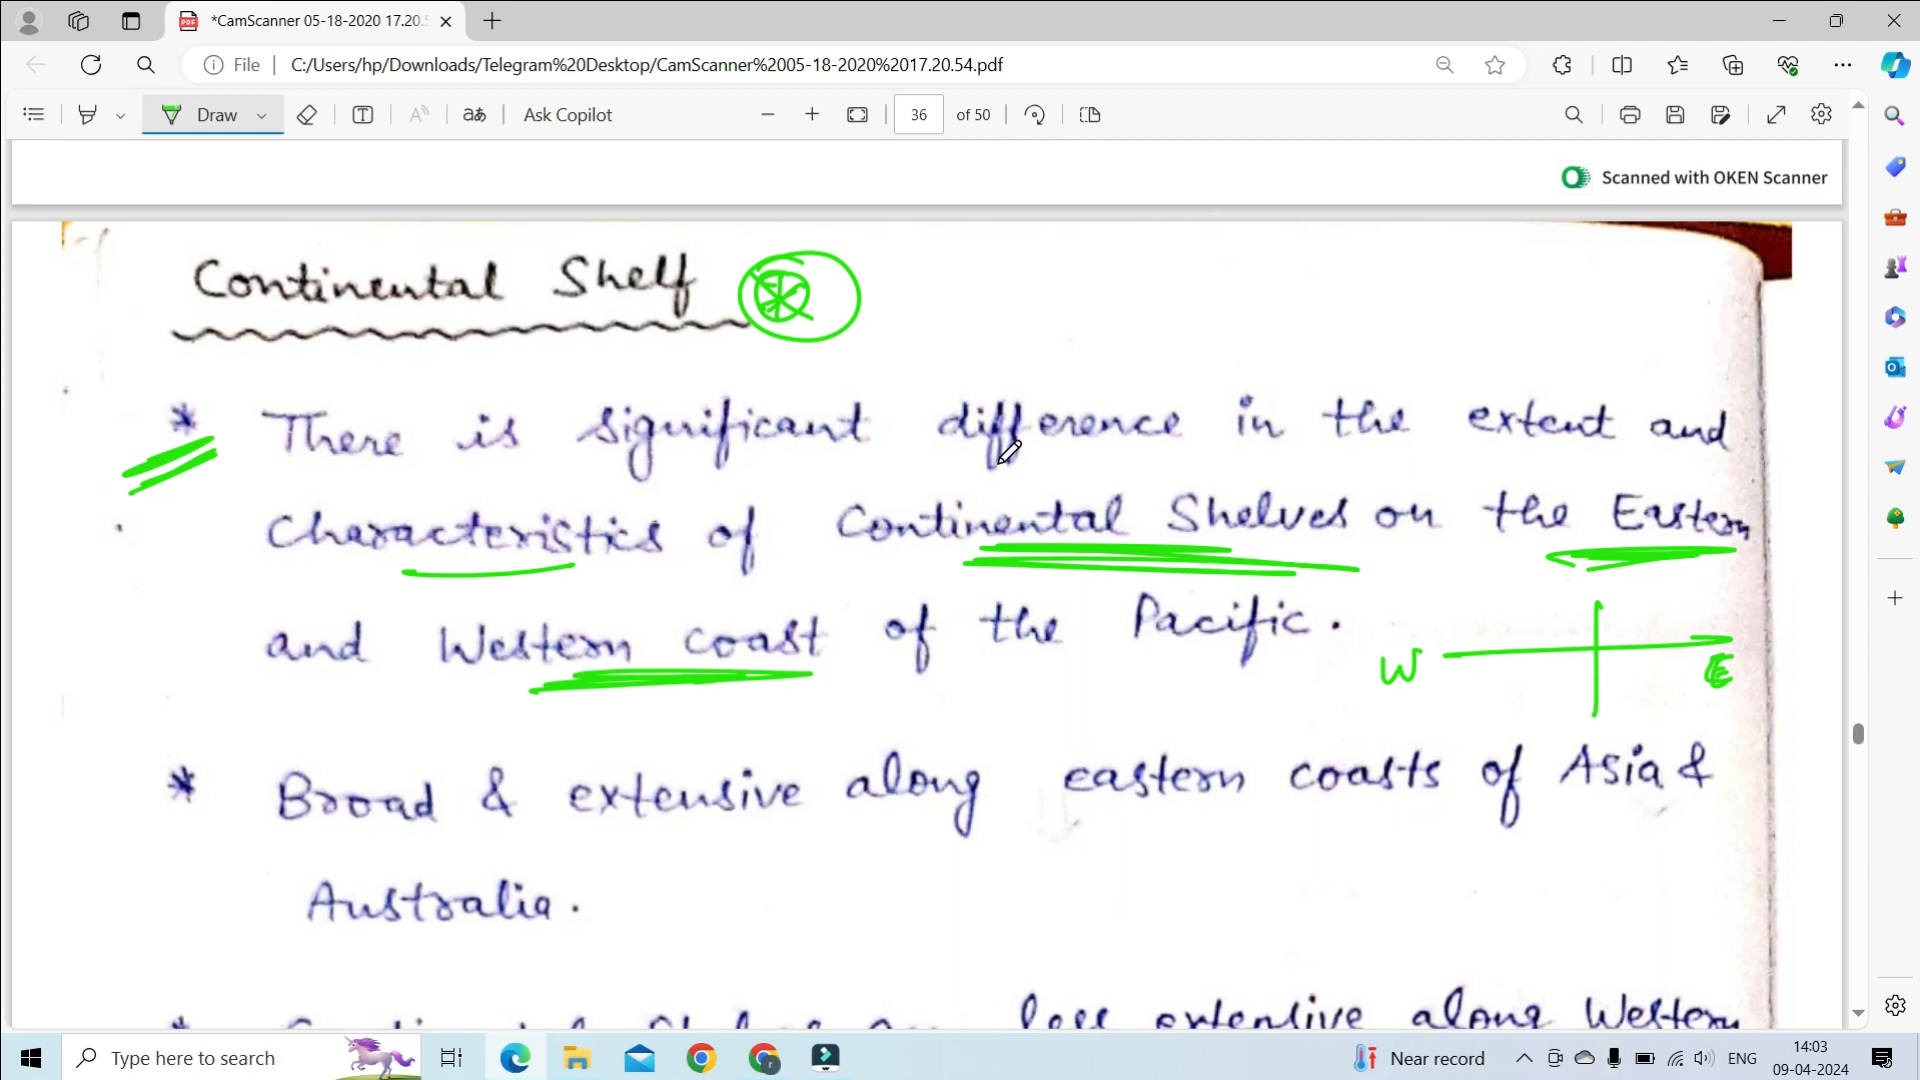 *CamScanner 05-18-2020 17.20.5
File
C:/Users/hp/Downloads/Telegram%20Desktop/CamScanner%2005-18-2020%2017.20.54.pdf
Draw
Ask Copilot
36 of 50
Scanned with OKEN Scanner
Continental Shelf
* There is significant difference in the extent and
Characteristics of Continental Shelves on the Eastern
and Western coast of the Pacific.
W E
* Broad & extensive along eastern coasts of Asia &
Australia.
less extensive along Western
Type here to search
Near record
ENG
14:03
09-04-2024